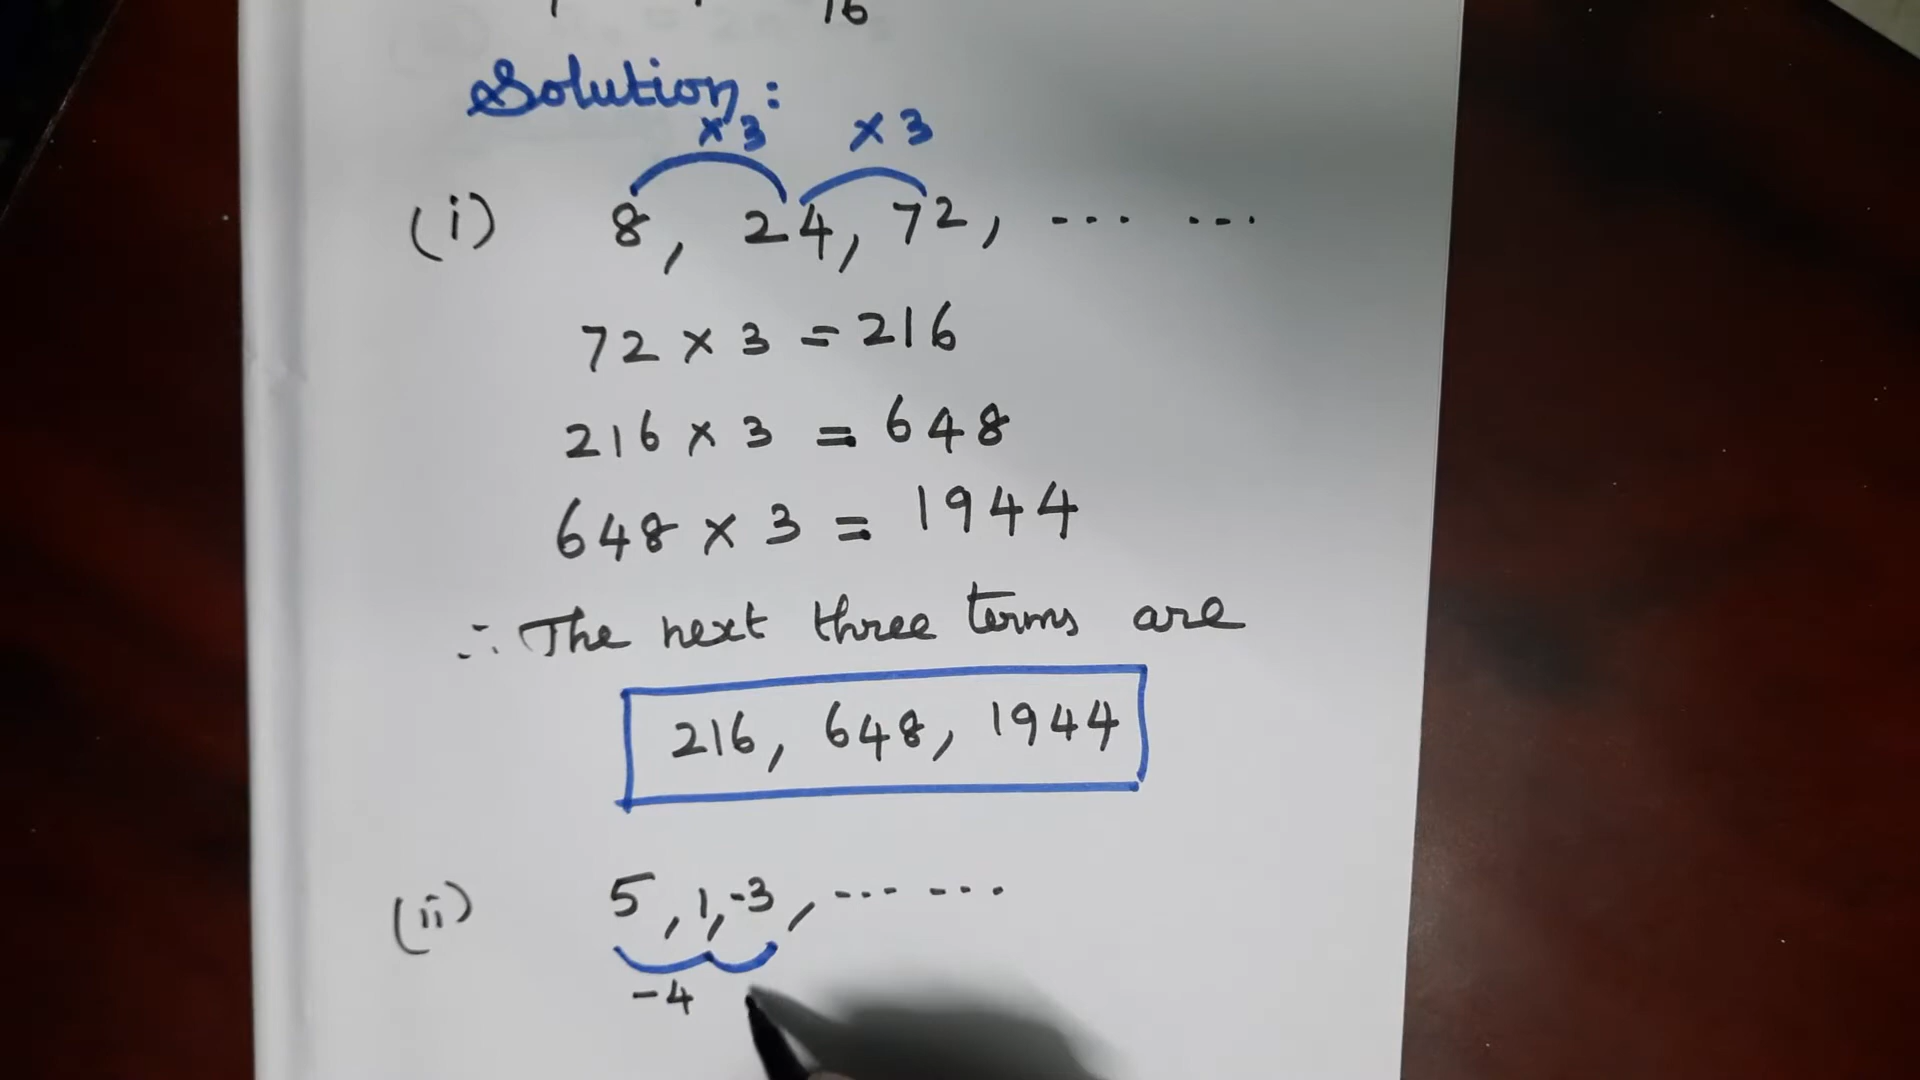 16
Solution:
×3 ×3
(i) 8, 24, 72, --- ---
72 × 3 = 216
216 × 3 = 648
648 × 3 = 1944
∴ The next three terms are
216, 648, 1944
(ii) 5, 1, -3, --- ---
-4